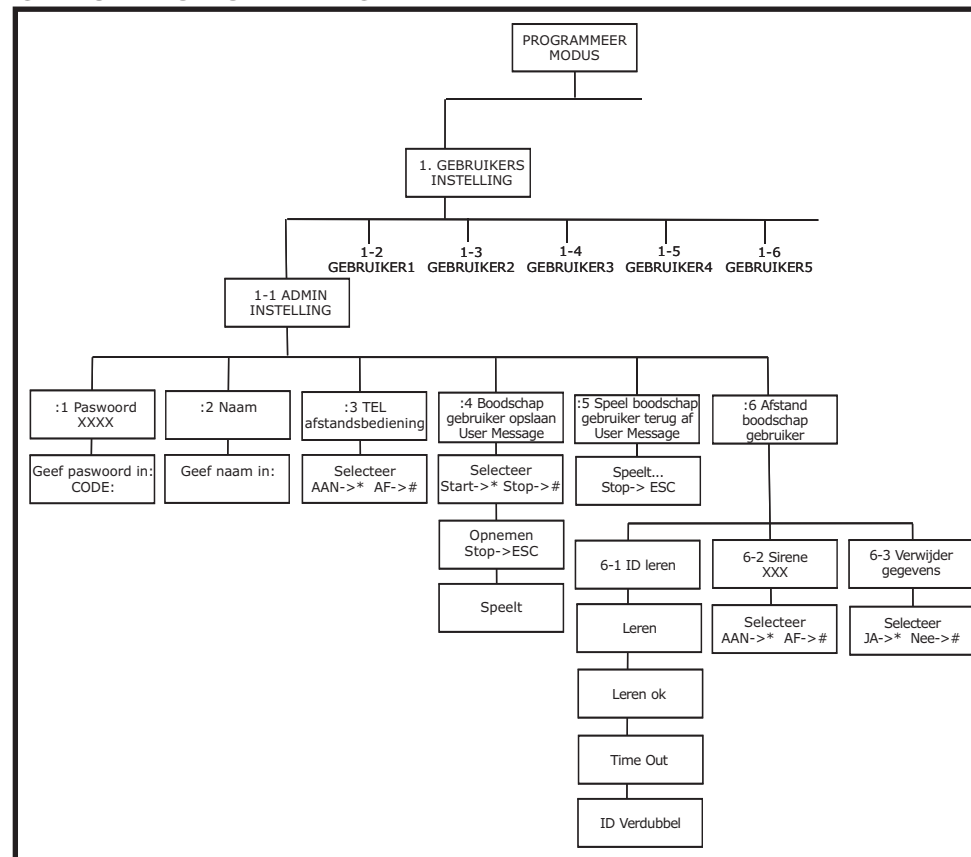 PROGRAMMEER
MODUS
1. GEBRUIKERS
INSTELLING
1-2
GEBRUIKER1
1-3
GEBRUIKER2
1-4
GEBRUIKER3
1-5
GEBRUIKER4
1-6
GEBRUIKER5
1-1 ADMIN
INSTELLING
:1 Paswoord
XXXX
:2 Naam
:3 TEL
afstandsbediening
:4 Boodschap
gebruiker opslaan
User Message
:5 Speel boodschap
gebruiker terug af
User Message
:6 Afstand
boodschap
gebruiker
Geef paswoord in:
CODE:
Geef naam in:
Selecteer
AAN->* AF->#
Selecteer
Start->* Stop->#
Speelt...
Stop-> ESC
Opnemen
Stop->ESC
Speelt
6-1 ID leren
6-2 Sirene
XXX
6-3 Verwijder
gegevens
Leren
Selecteer
AAN->* AF->#
Selecteer
JA->* Nee->#
Leren ok
Time Out
ID Verdubbel